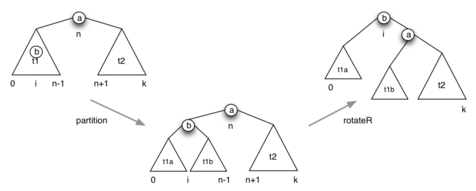 a
n
b
t1
t2
0 i n-1 n+1 k
partition
a
n
b
t1a t1b
t2
0 i n-1 n+1 k
rotateR
b
i
a
t1a
0
t1b
t2
k